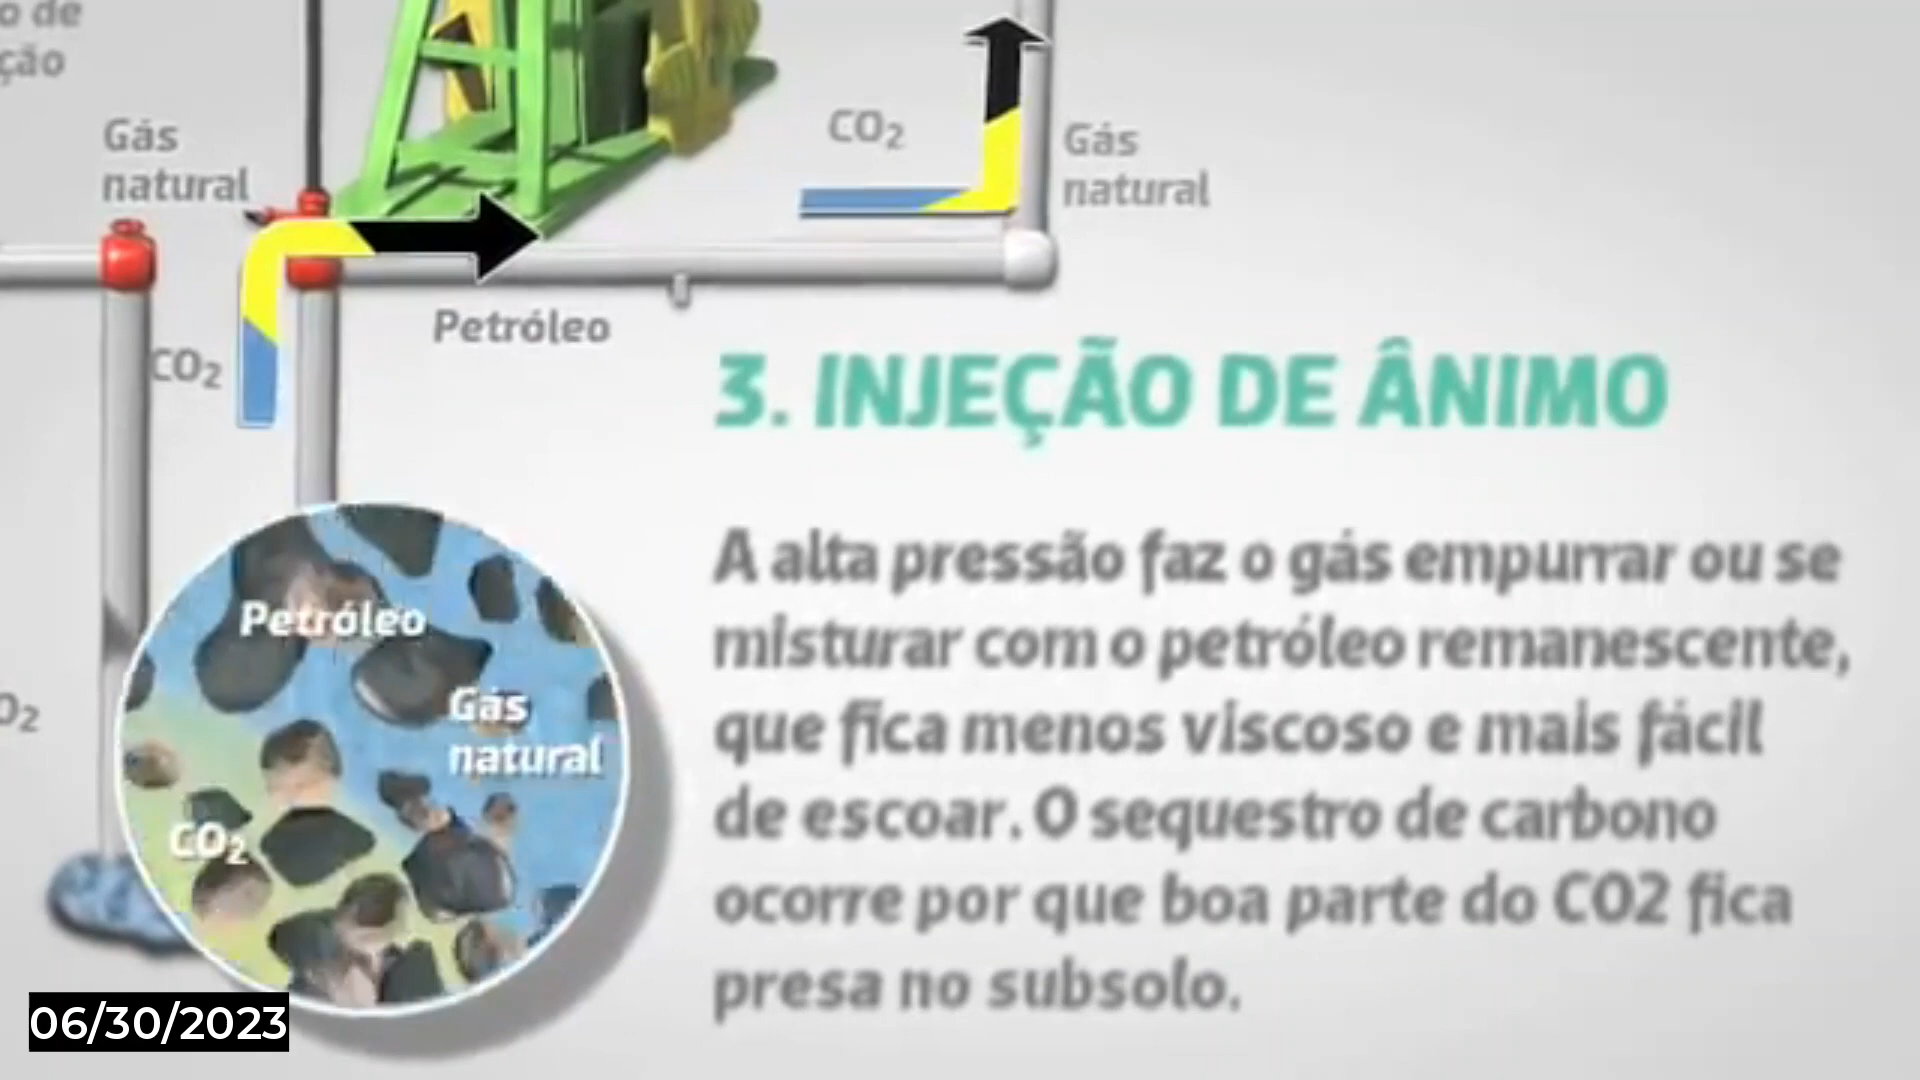 o de
ção
Gás
natural
CO₂
Gás
natural
Petróleo
CO₂
3. INJEÇÃO DE ÂNIMO
A alta pressão faz o gás empurrar ou se
misturar com o petróleo remanescente,
que fica menos viscoso e mais fácil
de escoar. O sequestro de carbono
ocorre por que boa parte do CO2 fica
presa no subsolo.
Petróleo
Gás
natural
O₂
CO₂
06/30/2023